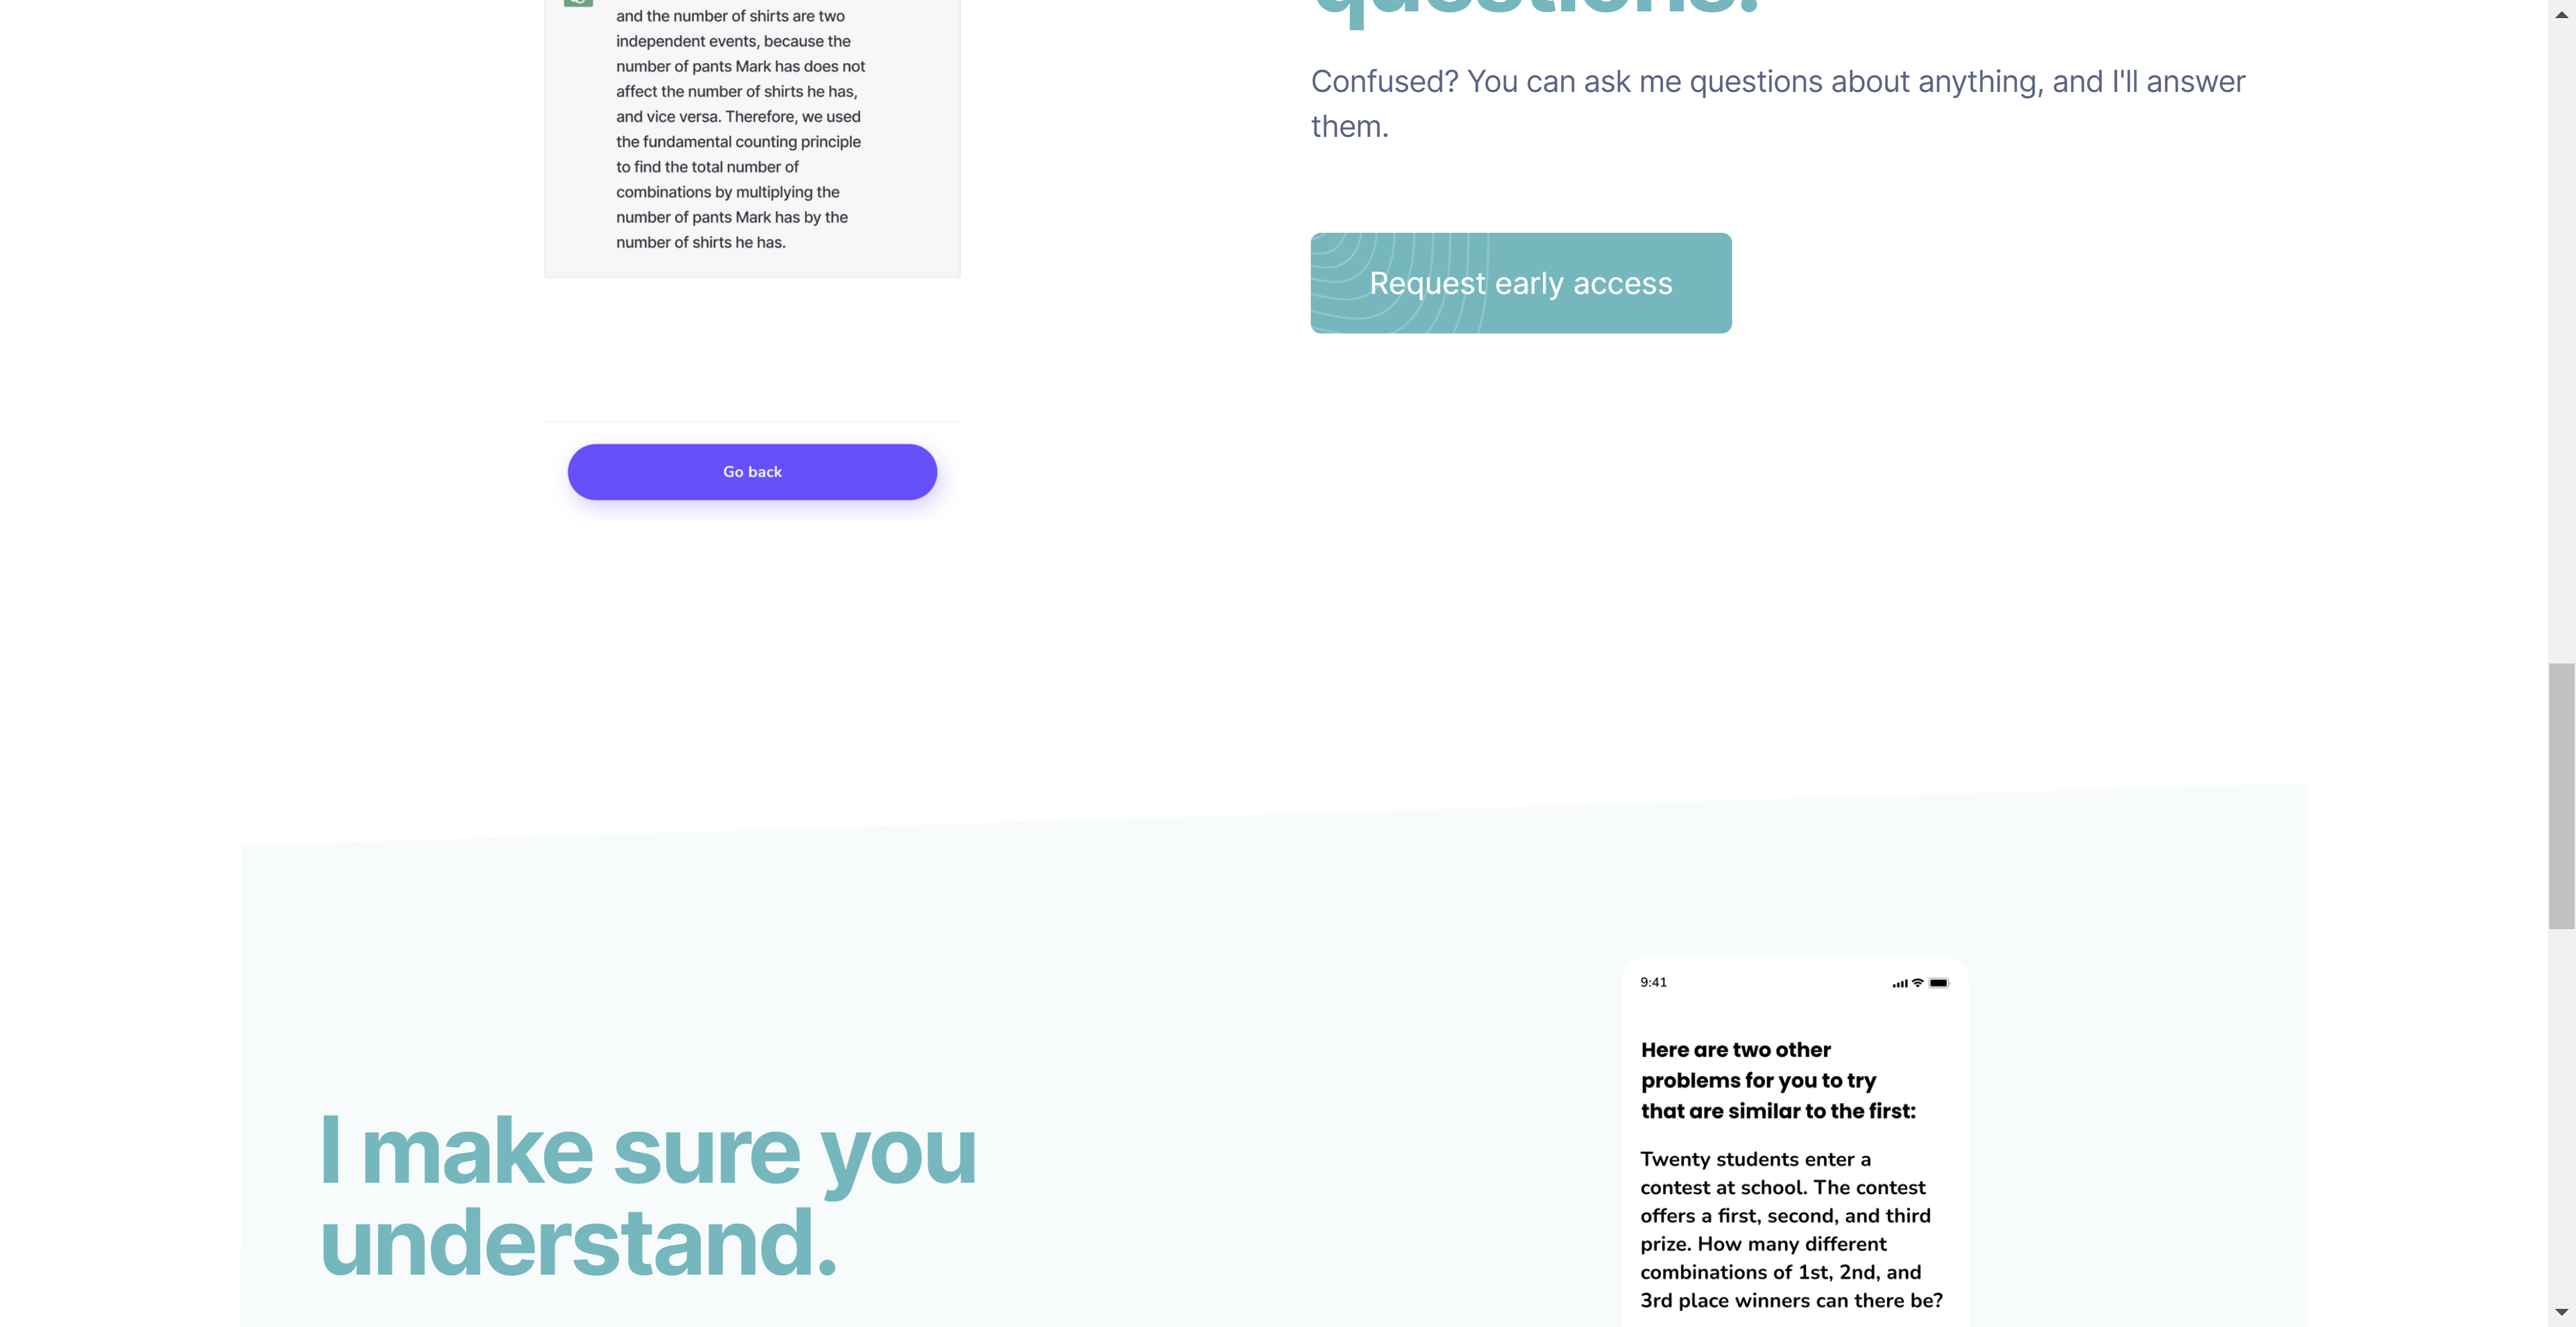 and the number of shirts are two
independent events, because the
number of pants Mark has does not
affect the number of shirts he has,
and vice versa. Therefore, we used
the fundamental counting principle
to find the total number of
combinations by multiplying the
number of pants Mark has by the
number of shirts he has.
Go back
questions.
Confused? You can ask me questions about anything, and I'll answer
them.
Request early access
I make sure you
understand.
9:41
Here are two other
problems for you to try
that are similar to the first:
Twenty students enter a
contest at school. The contest
offers a first, second, and third
prize. How many different
combinations of 1st, 2nd, and
3rd place winners can there be?